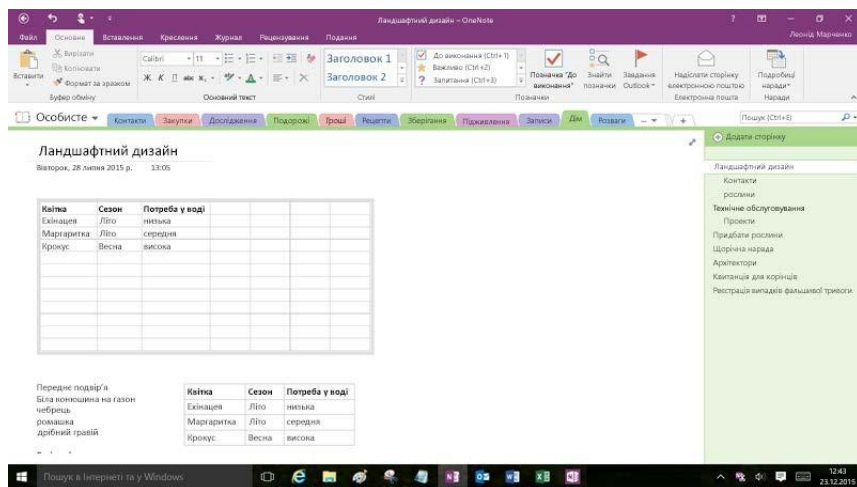 Ландшафтний дизайн – OneNote
Леонід Марченко
Файл Основне Вставлення Креслення Журнал Рецензування Подання
Вставити
Вирізати
Копіювати
Формат за зразком
Буфер обміну
Calibri 11
Ж К П abc x
Основний текст
Заголовок 1
Заголовок 2
Стилі
До виконання (Ctrl+1)
Важливо (Ctrl+2)
Запитання (Ctrl+3)
Позначка "До виконання"
Знайти позначки
Завдання Outlook
Позначки
Надіслати сторінку електронною поштою
Електронна пошта
Подробиці наради
Наради
Особисте Контакти Закупки Дослідження Подорожі Гроші Рецепти Зберігання Підживлення Записи Дім Розваги
Пошук (Ctrl+E)
Ландшафтний дизайн
Вівторок, 28 липня 2015 р. 13:05
Квітка Сезон Потреба у воді
Ехінацея Літо низька
Маргаритка Літо середня
Крокус Весна висока
Переднє подвір'я
Біла конюшина на газон
чебрець
ромашка
дрібний гравій
Квітка Сезон Потреба у воді
Ехінацея Літо низька
Маргаритка Літо середня
Крокус Весна висока
Додати сторінку
Ландшафтний дизайн
Контакти
рослини
Технічне обслуговування
Проекти
Придбати рослини
Щорічна нарада
Архітектори
Квитанція для корінців
Реєстрація випадків фальшивої тривоги
Пошук в Інтернеті та у Windows
12:43
23.12.2015